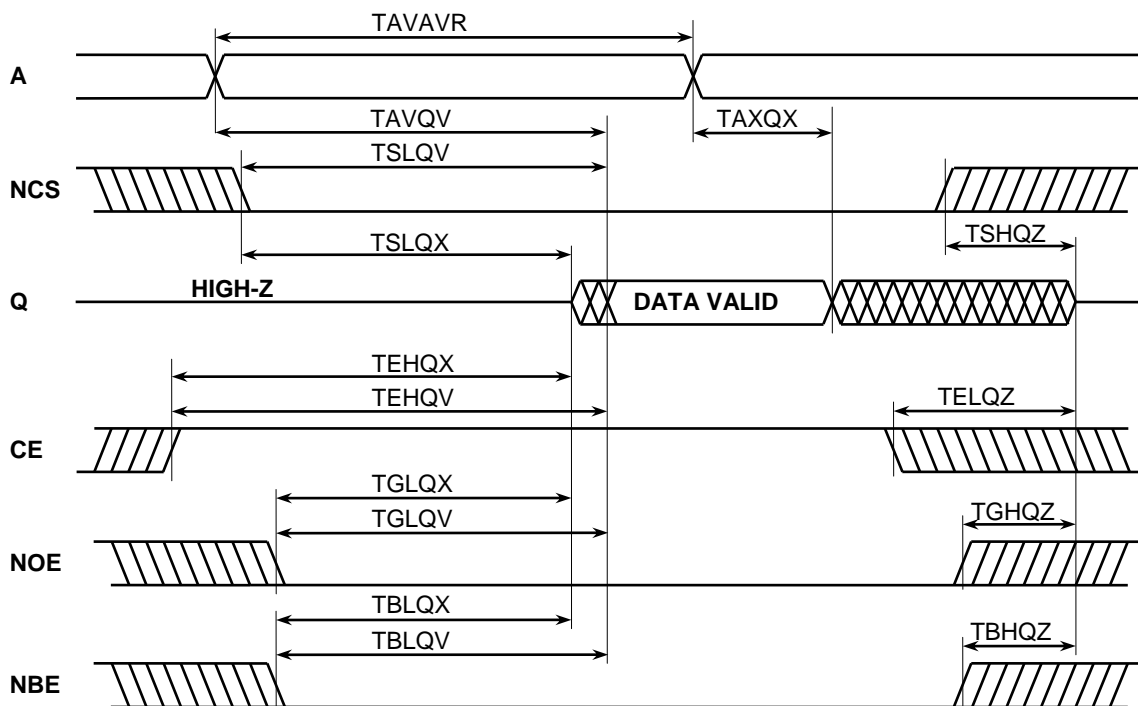 TAVAVR
A
TAVQV
TAXQX
TSLQV
NCS
TSLQX
TSHQZ
HIGH-Z
Q
DATA VALID
TEHQX
TEHQV
TELQZ
CE
TGLQX
TGLQV
TGHQZ
NOE
TBLQX
TBLQV
TBHQZ
NBE